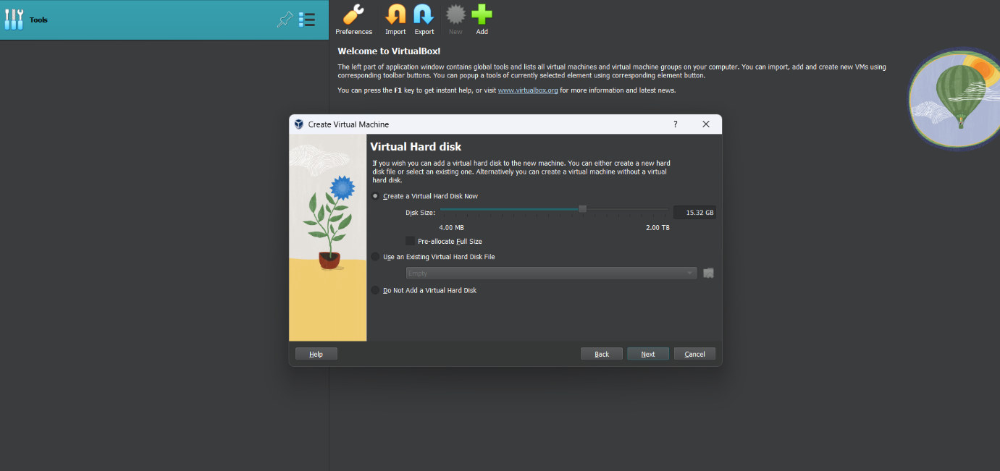 Tools
Preferences
Import
Export
New
Add
Welcome to VirtualBox!
The left part of application window contains global tools and lists all virtual machines and virtual machine groups on your computer. You can import, add and create new VMs using
corresponding toolbar buttons. You can popup a tools of currently selected element using corresponding element button.
You can press the F1 key to get instant help, or visit www.virtualbox.org for more information and latest news.
Create Virtual Machine
?
Virtual Hard disk
If you wish you can add a virtual hard disk to the new machine. You can either create a new hard
disk file or select an existing one. Alternatively you can create a virtual machine without a virtual
hard disk.
Create a Virtual Hard Disk Now
Disk Size:
15.32 GB
4.00 MB
2.00 TB
Pre-allocate Full Size
Use an Existing Virtual Hard Disk File
Empty
Do Not Add a Virtual Hard Disk
Help
Back
Next
Cancel